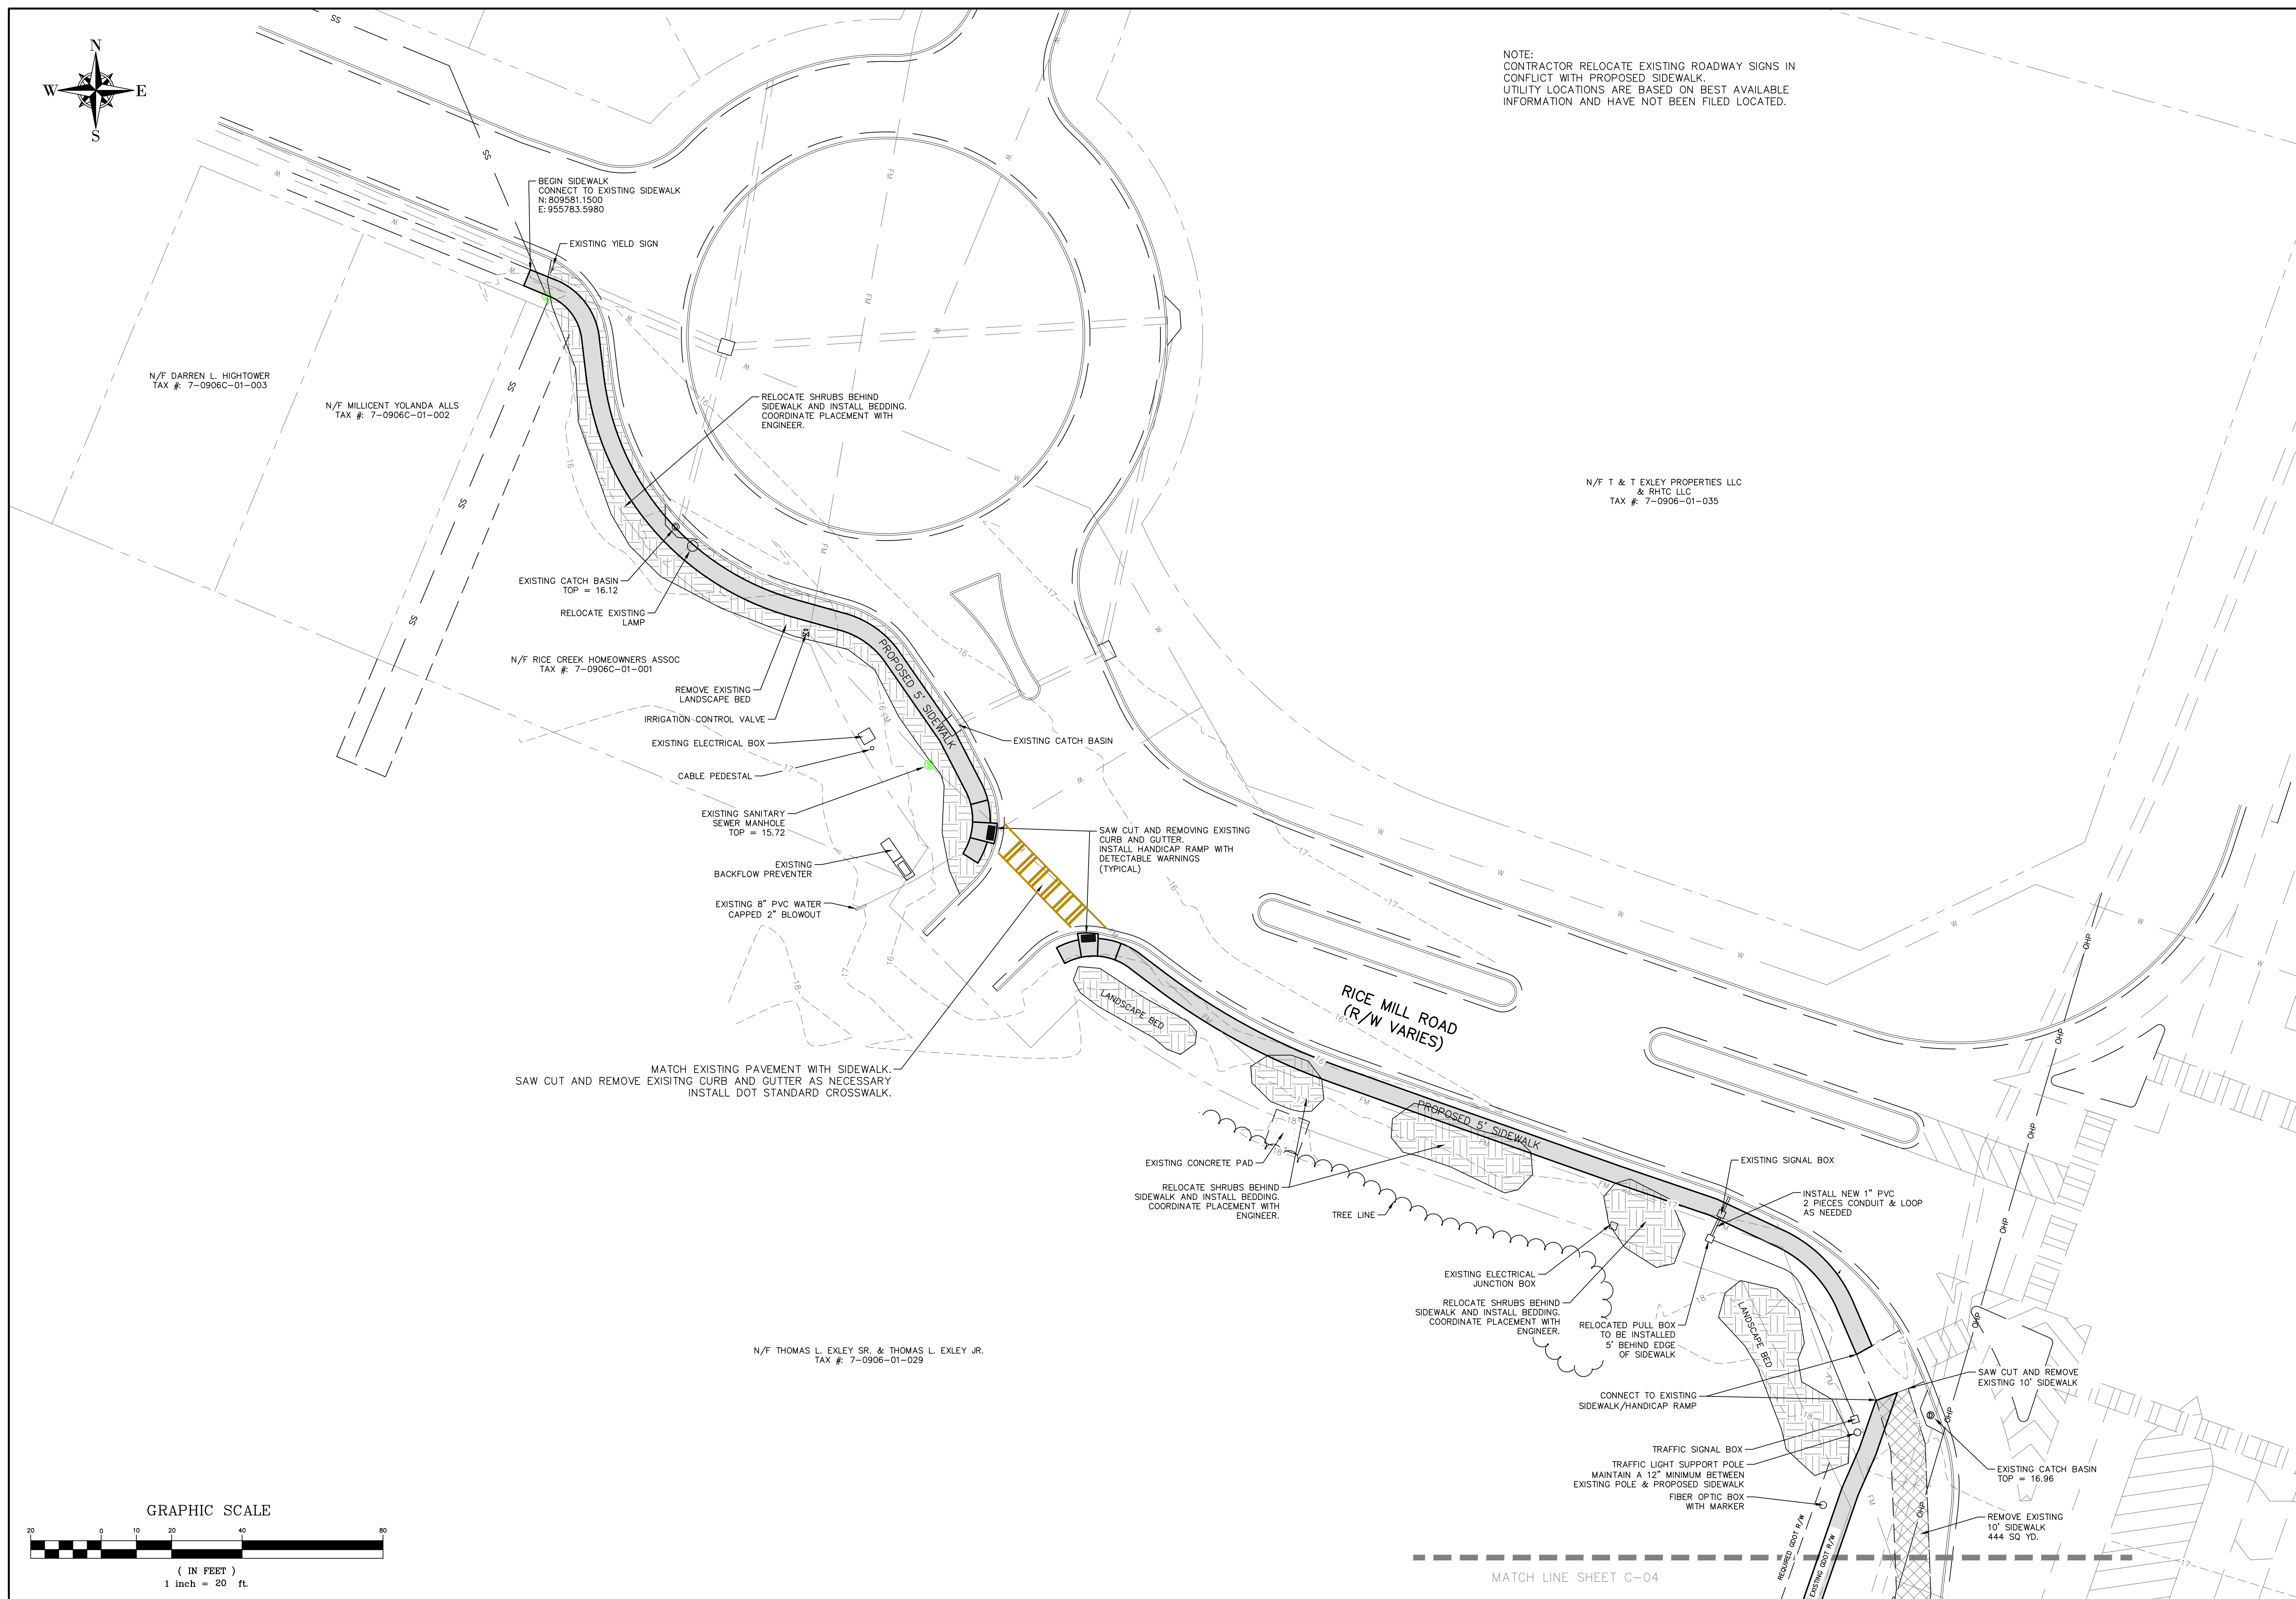 N
W
E
S
NOTE:
CONTRACTOR RELOCATE EXISTING ROADWAY SIGNS IN
CONFLICT WITH PROPOSED SIDEWALK.
UTILITY LOCATIONS ARE BASED ON BEST AVAILABLE
INFORMATION AND HAVE NOT BEEN FILED LOCATED.
BEGIN SIDEWALK
CONNECT TO EXISTING SIDEWALK
N: 809581.1500
E: 955783.5980
EXISTING YIELD SIGN
N/F DARREN L. HIGHTOWER
TAX #: 7-0906C-01-003
N/F MILLICENT YOLANDA ALLS
TAX #: 7-0906C-01-002
RELOCATE SHRUBS BEHIND
SIDEWALK AND INSTALL BEDDING.
COORDINATE PLACEMENT WITH
ENGINEER.
N/F T & T EXLEY PROPERTIES LLC
& RHTC LLC
TAX #: 7-0906-01-035
EXISTING CATCH BASIN
TOP = 16.12
RELOCATE EXISTING
LAMP
N/F RICE CREEK HOMEOWNERS ASSOC
TAX #: 7-0906C-01-001
REMOVE EXISTING
LANDSCAPE BED
IRRIGATION CONTROL VALVE
EXISTING ELECTRICAL BOX
CABLE PEDESTAL
PROPOSED 5' SIDEWALK
EXISTING CATCH BASIN
EXISTING SANITARY
SEWER MANHOLE
TOP = 15.72
EXISTING
BACKFLOW PREVENTER
EXISTING 8" PVC WATER
CAPPED 2" BLOWOUT
SAW CUT AND REMOVING EXISTING
CURB AND GUTTER.
INSTALL HANDICAP RAMP WITH
DETECTABLE WARNINGS
(TYPICAL)
LANDSCAPE BED
RICE MILL ROAD
(R/W VARIES)
MATCH EXISTING PAVEMENT WITH SIDEWALK.
SAW CUT AND REMOVE EXISITNG CURB AND GUTTER AS NECESSARY
INSTALL DOT STANDARD CROSSWALK.
PROPOSED 5' SIDEWALK
EXISTING CONCRETE PAD
RELOCATE SHRUBS BEHIND
SIDEWALK AND INSTALL BEDDING.
COORDINATE PLACEMENT WITH
ENGINEER.
TREE LINE
EXISTING SIGNAL BOX
INSTALL NEW 1" PVC
2 PIECES CONDUIT & LOOP
AS NEEDED
EXISTING ELECTRICAL
JUNCTION BOX
RELOCATE SHRUBS BEHIND
SIDEWALK AND INSTALL BEDDING.
COORDINATE PLACEMENT WITH
ENGINEER.
RELOCATED PULL BOX
TO BE INSTALLED
5' BEHIND EDGE
OF SIDEWALK
LANDSCAPE BED
N/F THOMAS L. EXLEY SR. & THOMAS L. EXLEY JR.
TAX #: 7-0906-01-029
CONNECT TO EXISTING
SIDEWALK/HANDICAP RAMP
SAW CUT AND REMOVE
EXISTING 10' SIDEWALK
TRAFFIC SIGNAL BOX
TRAFFIC LIGHT SUPPORT POLE
MAINTAIN A 12" MINIMUM BETWEEN
EXISTING POLE & PROPOSED SIDEWALK
FIBER OPTIC BOX
WITH MARKER
EXISTING CATCH BASIN
TOP = 16.96
REMOVE EXISTING
10' SIDEWALK
444 SQ YD.
REQUIRED GDOT R/W
EXISTING GDOT R/W
MATCH LINE SHEET C-04
GRAPHIC SCALE
20 0 10 20 40 80
( IN FEET )
1 inch = 20 ft.